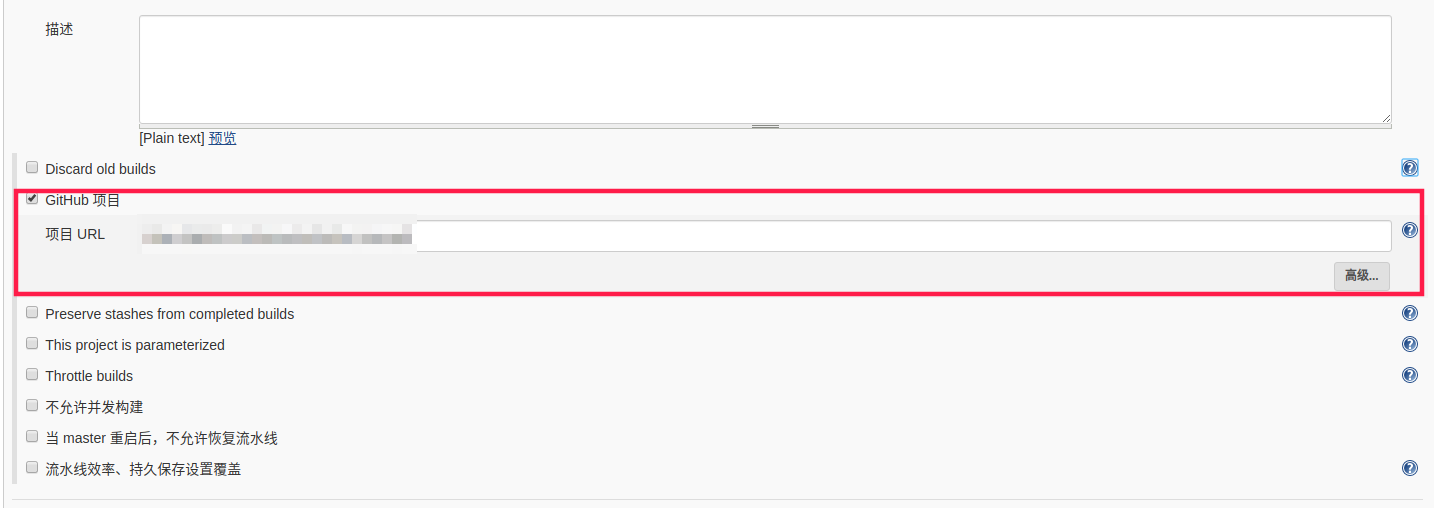 描述
[Plain text] 预览
Discard old builds
GitHub 项目
项目 URL
高级...
Preserve stashes from completed builds
This project is parameterized
Throttle builds
不允许并发构建
当 master 重启后，不允许恢复流水线
流水线效率、持久保存设置覆盖